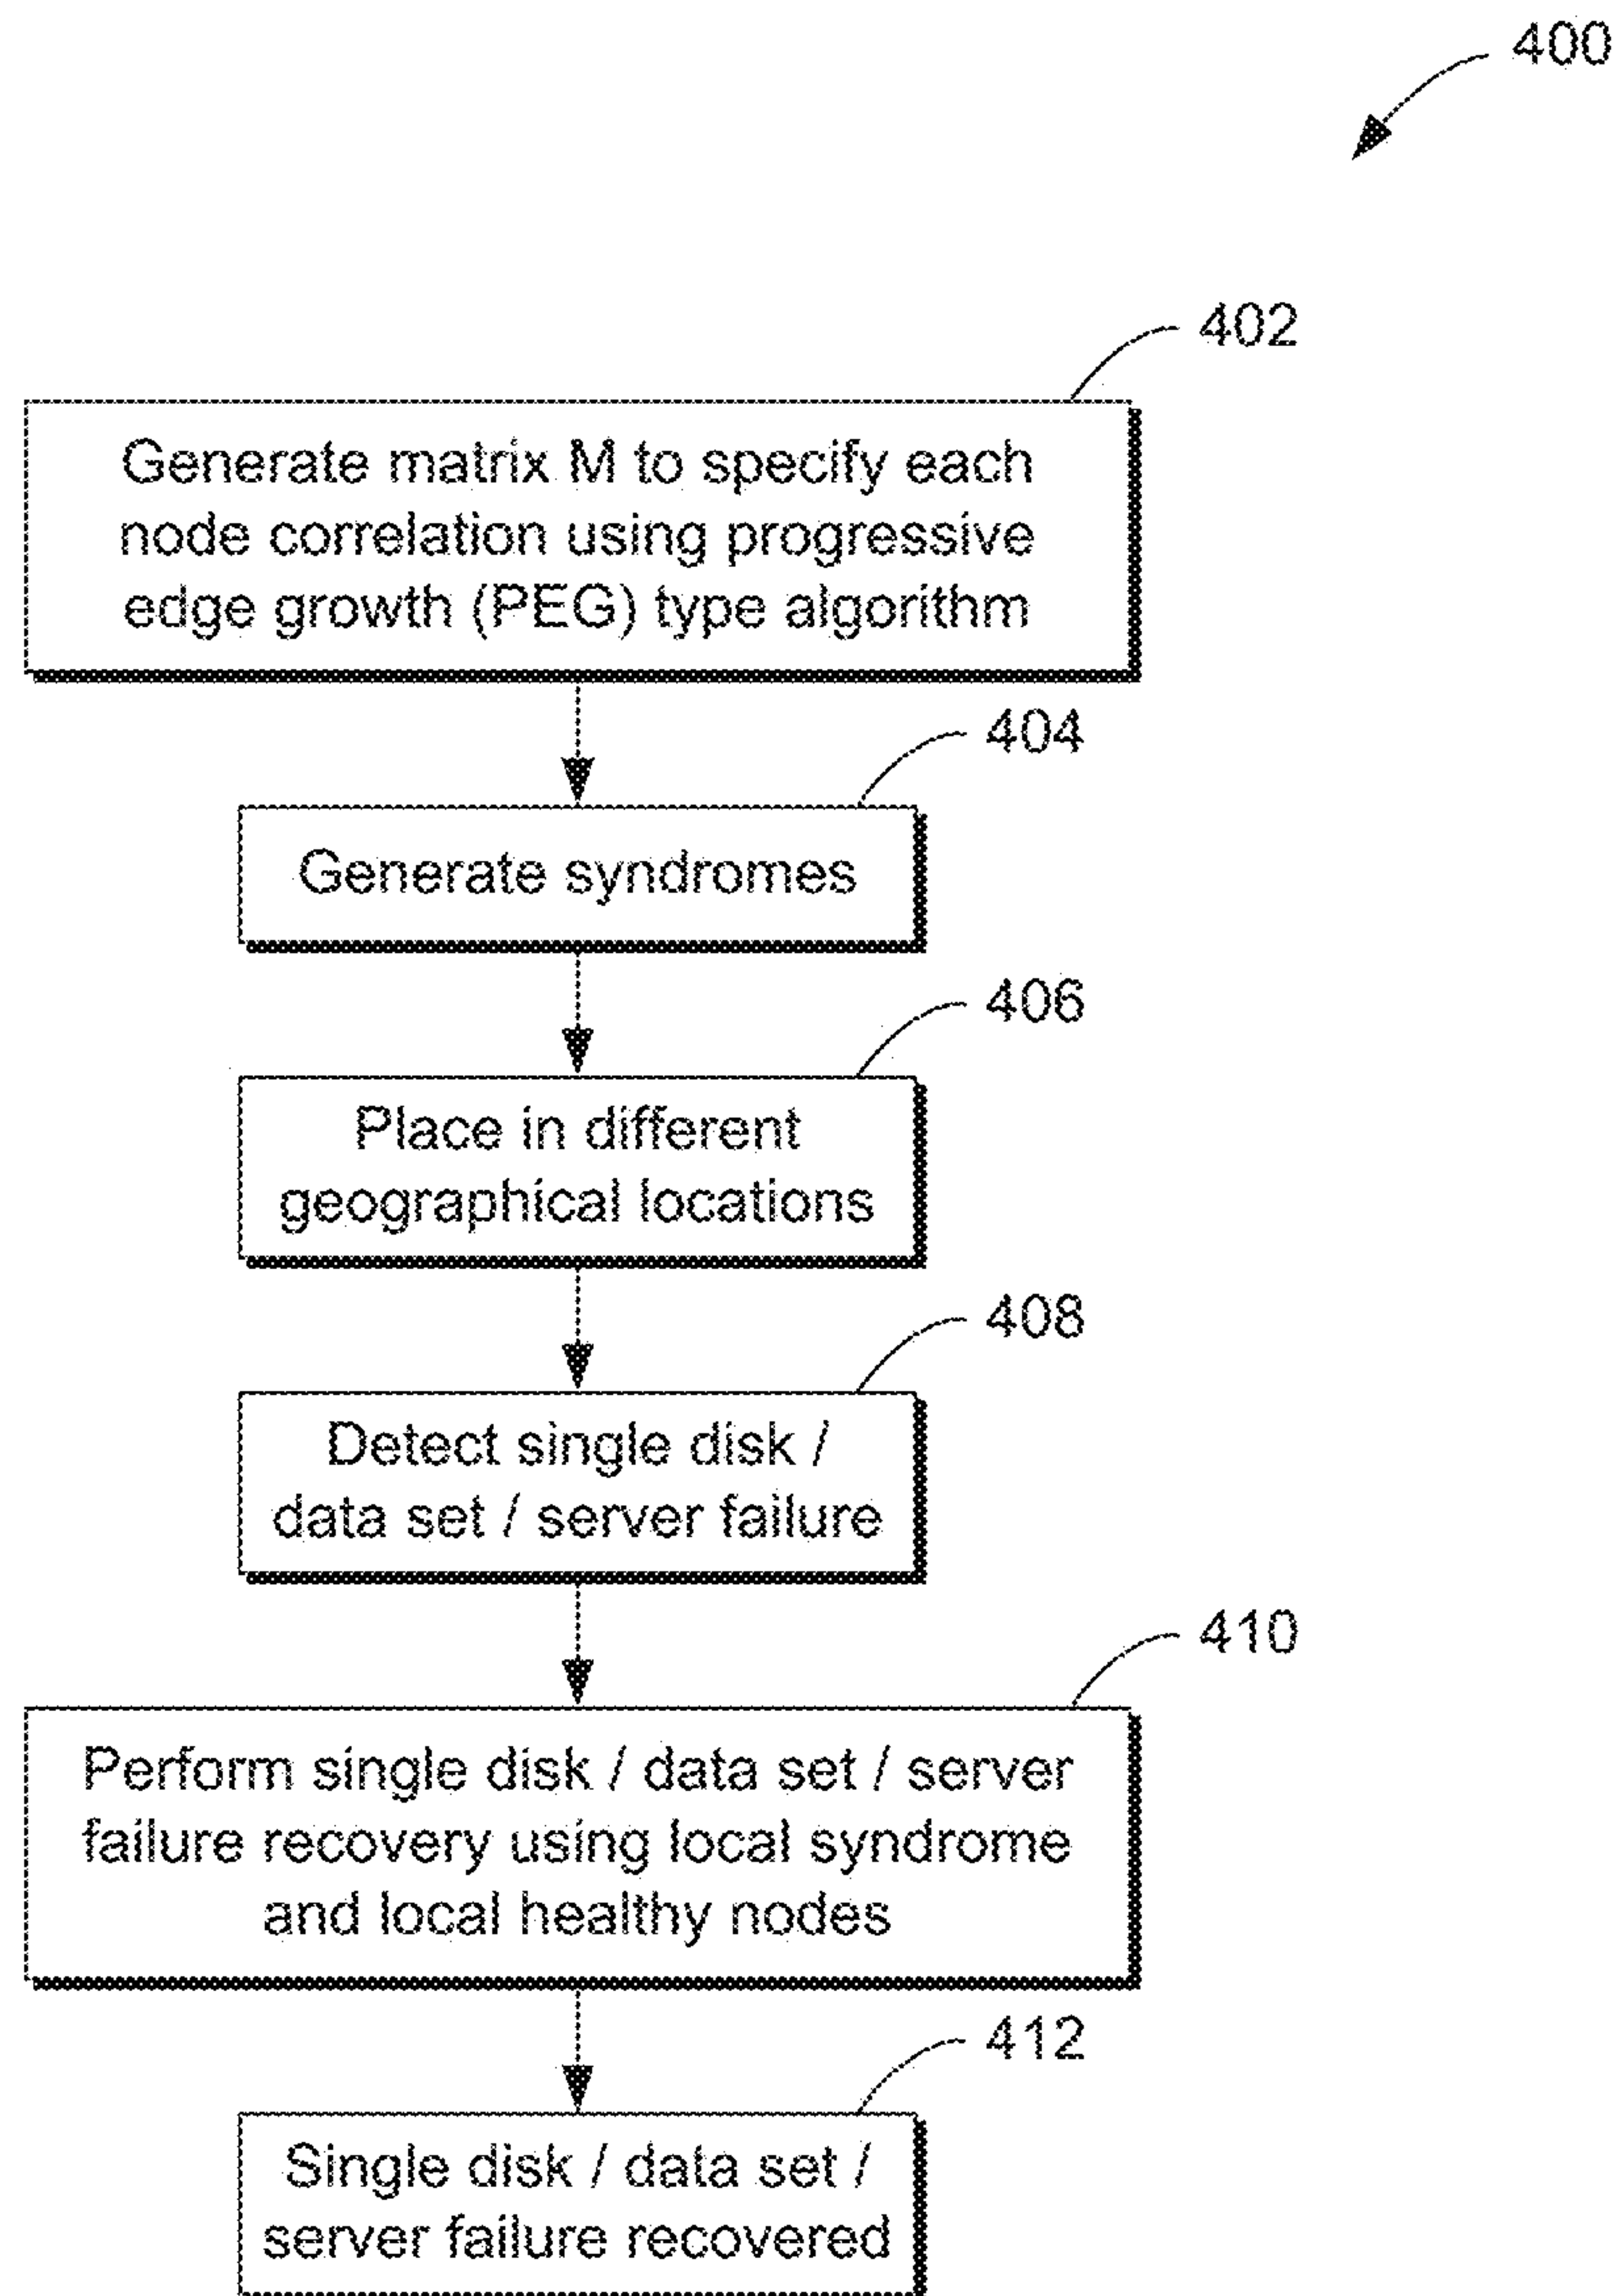 400
402
Generate matrix M to specify each
node correlation using progressive
edge growth (PEG) type algorithm
404
Generate syndromes
406
Place in different
geographical locations
408
Detect single disk /
data set / server failure
410
Perform single disk / data set / server
failure recovery using local syndrome
and local healthy nodes
412
Single disk / data set /
server failure recovered